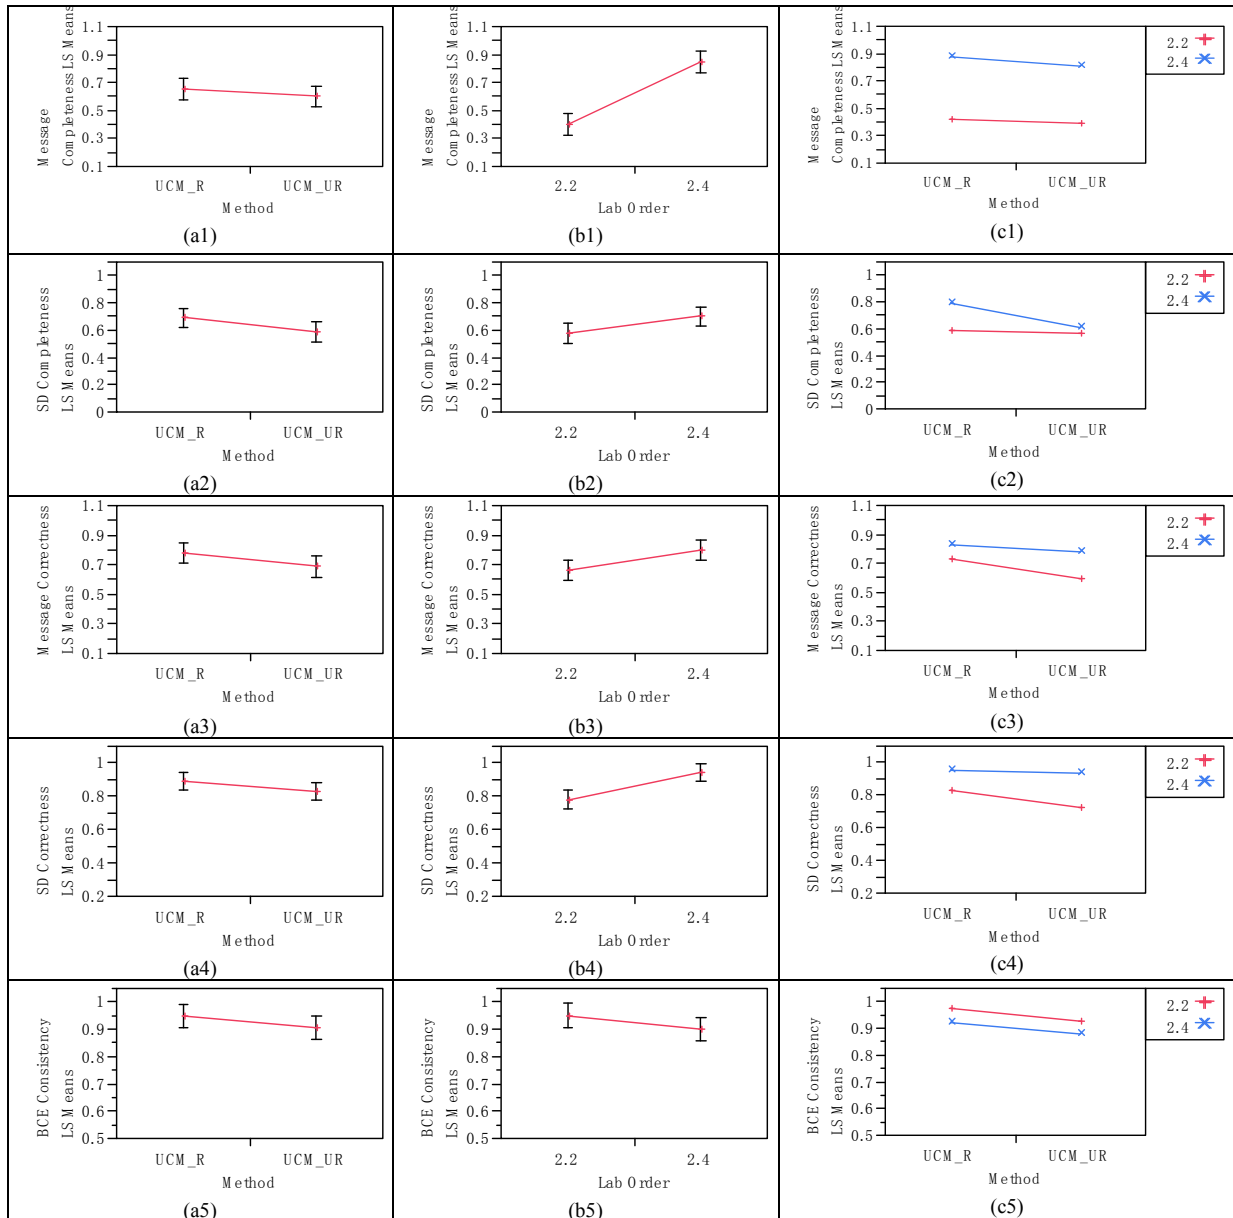 Message
Completeness LS Means
1.1
0.9
0.7
0.5
0.3
0.1
UCM_R
UCM_UR
Method
(a1)
Message
Completeness LS Means
1.1
0.9
0.7
0.5
0.3
0.1
2.2
2.4
Lab Order
(b1)
Message
Completeness LS Means
1.1
0.9
0.7
0.5
0.3
0.1
UCM_R
UCM_UR
Method
2.2
2.4
(c1)
SD Completeness
LS Means
1
0.8
0.6
0.4
0.2
0
UCM_R
UCM_UR
Method
(a2)
SD Completeness
LS Means
1
0.8
0.6
0.4
0.2
0
2.2
2.4
Lab Order
(b2)
SD Completeness
LS Means
1
0.8
0.6
0.4
0.2
0
UCM_R
UCM_UR
Method
2.2
2.4
(c2)
Message Correctness
LS Means
1.1
0.9
0.7
0.5
0.3
0.1
UCM_R
UCM_UR
Method
(a3)
Message Correctness
LS Means
1.1
0.9
0.7
0.5
0.3
0.1
2.2
2.4
Lab Order
(b3)
Message Correctness
LS Means
1.1
0.9
0.7
0.5
0.3
0.1
UCM_R
UCM_UR
Method
2.2
2.4
(c3)
SD Correctness
LS Means
1
0.8
0.6
0.4
0.2
UCM_R
UCM_UR
Method
(a4)
SD Correctness
LS Means
1
0.8
0.6
0.4
0.2
2.2
2.4
Lab Order
(b4)
SD Correctness
LS Means
1
0.8
0.6
0.4
0.2
UCM_R
UCM_UR
Method
2.2
2.4
(c4)
BCE Consistency
LS Means
1
0.9
0.8
0.7
0.6
0.5
UCM_R
UCM_UR
Method
(a5)
BCE Consistency
LS Means
1
0.9
0.8
0.7
0.6
0.5
2.2
2.4
Lab Order
(b5)
BCE Consistency
LS Means
1
0.9
0.8
0.7
0.6
0.5
UCM_R
UCM_UR
Method
2.2
2.4
(c5)